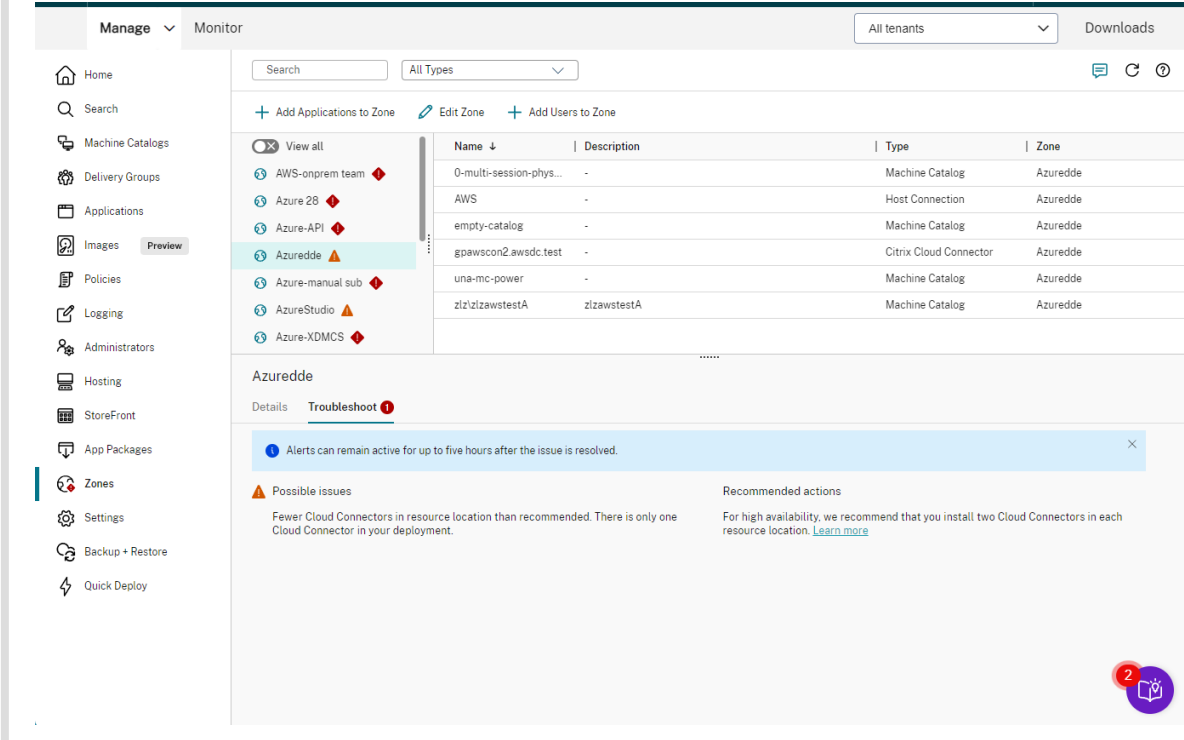 Manage Monitor All tenants Downloads
Home
Search
Machine Catalogs
Delivery Groups
Applications
Images Preview
Policies
Logging
Administrators
Hosting
StoreFront
App Packages
Zones
Settings
Backup + Restore
Quick Deploy
Search All Types
Add Applications to Zone Edit Zone Add Users to Zone
View all
AWS-onprem team
Azure 28
Azure-API
Azuredde
Azure-manual sub
AzureStudio
Azure-XDMCS
Name ↓ Description Type Zone
0-multi-session-phys... - Machine Catalog Azuredde
AWS - Host Connection Azuredde
empty-catalog - Machine Catalog Azuredde
gpawscon2.awsdc.test - Citrix Cloud Connector Azuredde
una-mc-power - Machine Catalog Azuredde
zlz\zlzawstestA zlzawstestA Machine Catalog Azuredde
Azuredde
Details Troubleshoot 1
Alerts can remain active for up to five hours after the issue is resolved.
Possible issues
Fewer Cloud Connectors in resource location than recommended. There is only one
Cloud Connector in your deployment.
Recommended actions
For high availability, we recommend that you install two Cloud Connectors in each
resource location. Learn more
2